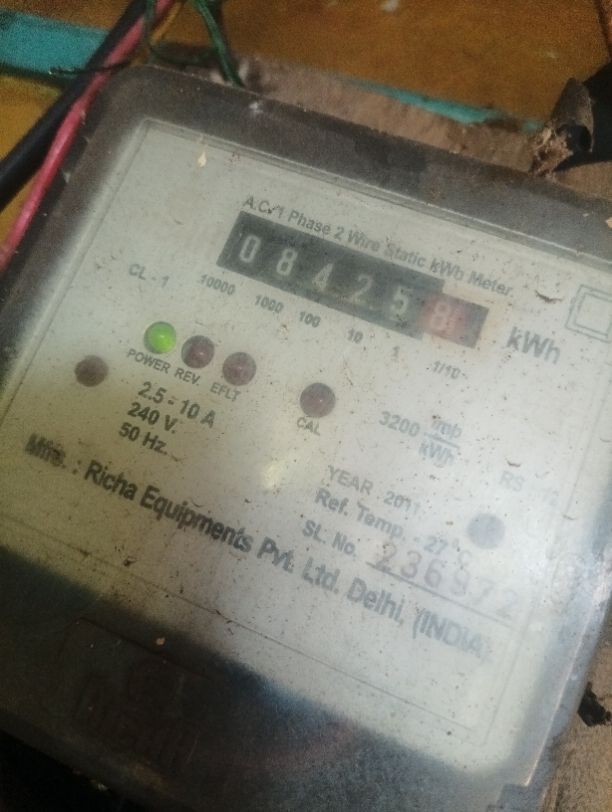 A.C. 1 Phase 2 Wire Static kWh Meter
084258 kWh
CL - 1 10000 1000 100 10 1 1/10
POWER REV. EFLT
CAL
2.5 - 10 A
240 V.
50 Hz.
3200 imp/kWh
YEAR 2011
Ref. Temp. - 27 °C
SL. No. 236972
Mfrs. : Richa Equipments Pvt. Ltd. Delhi, (INDIA)